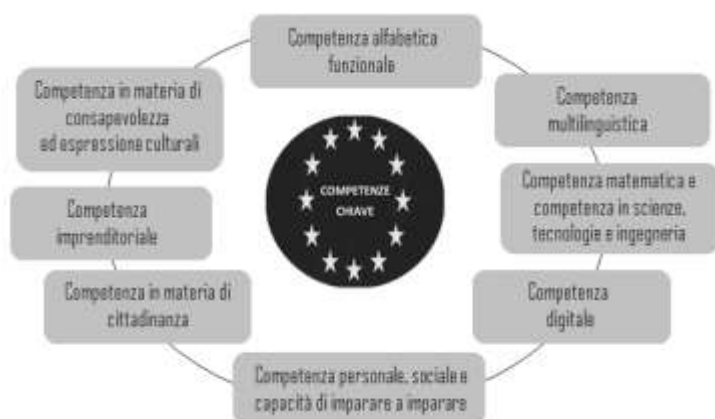 Competenza alfabetica
funzionale
Competenza
multilinguistica
Competenza matematica e
competenza in scienze,
tecnologie e ingegneria
Competenza
digitale
Competenza personale, sociale e
capacità di imparare a imparare
Competenza in materia di
cittadinanza
Competenza
imprenditoriale
Competenza in materia di
consapevolezza
ed espressione culturali
COMPETENZE
CHIAVE